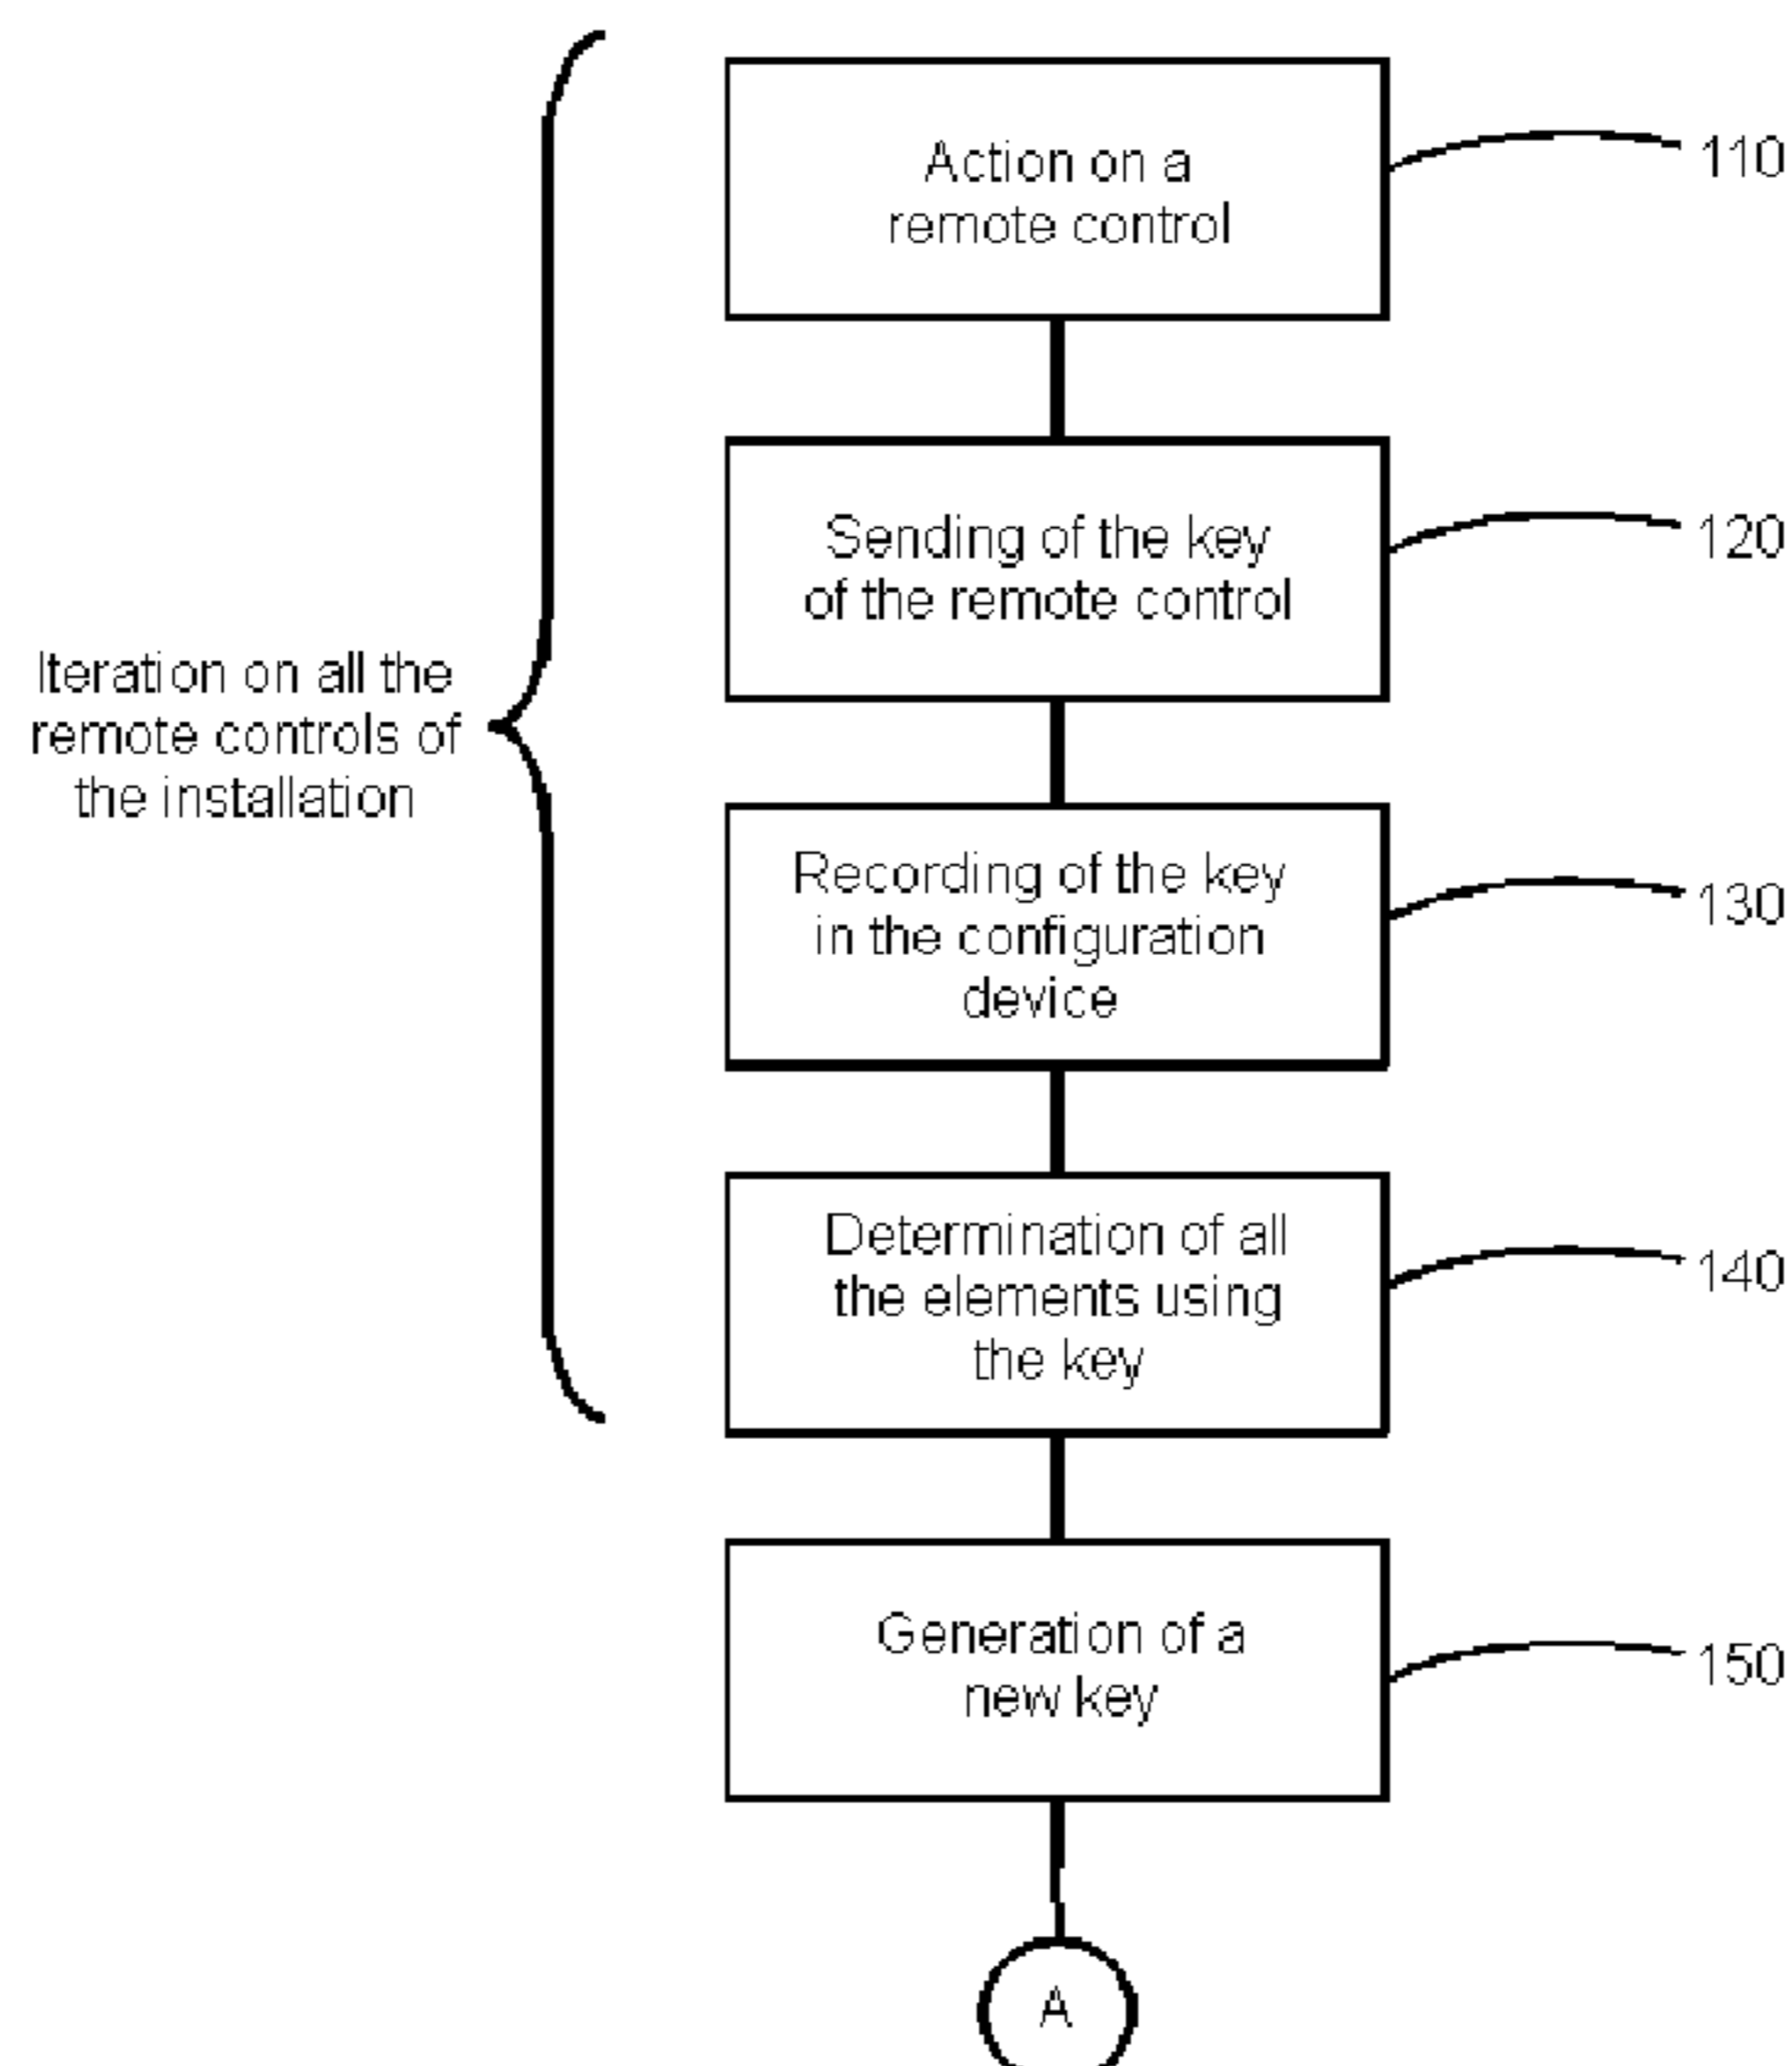 Action on a
remote control
110
Sending of the key
of the remote control
120
Iteration on all the
remote controls of
the installation
Recording of the key
in the configuration
device
130
Determination of all
the elements using
the key
140
Generation of a
new key
150
A